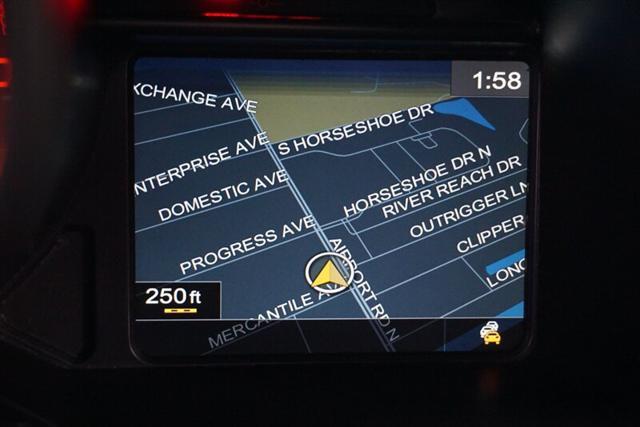 1:58
XCHANGE AVE
S HORSESHOE DR
NTERPRISE AVE
DOMESTIC AVE
HORSESHOE DR N
RIVER REACH DR
OUTRIGGER LN
PROGRESS AVE
CLIPPER
AIRPORT RD N
LONG
250 ft
MERCANTILE AVE